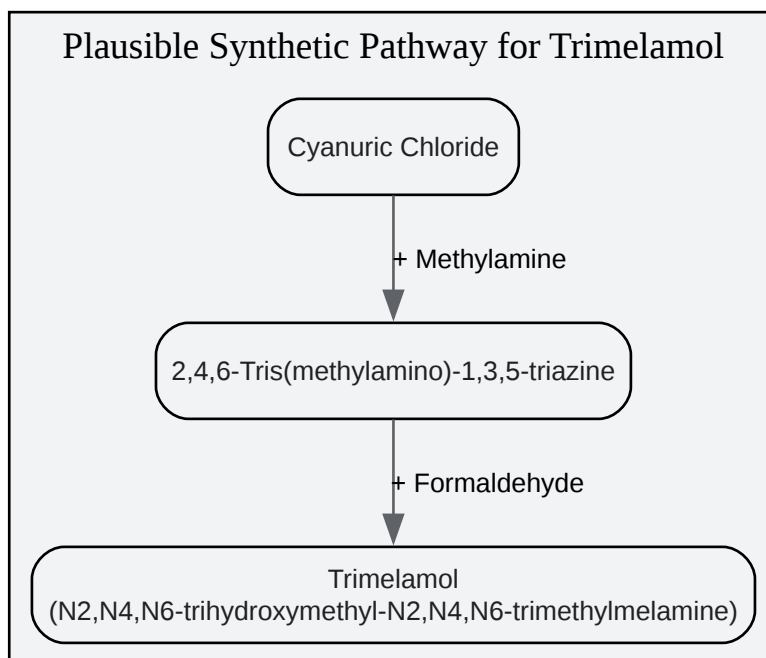 Plausible Synthetic Pathway for Trimelamol
Cyanuric Chloride
+ Methylamine
2,4,6-Tris(methylamino)-1,3,5-triazine
+ Formaldehyde
Trimelamol
(N2,N4,N6-trihydroxymethyl-N2,N4,N6-trimethylmelamine)